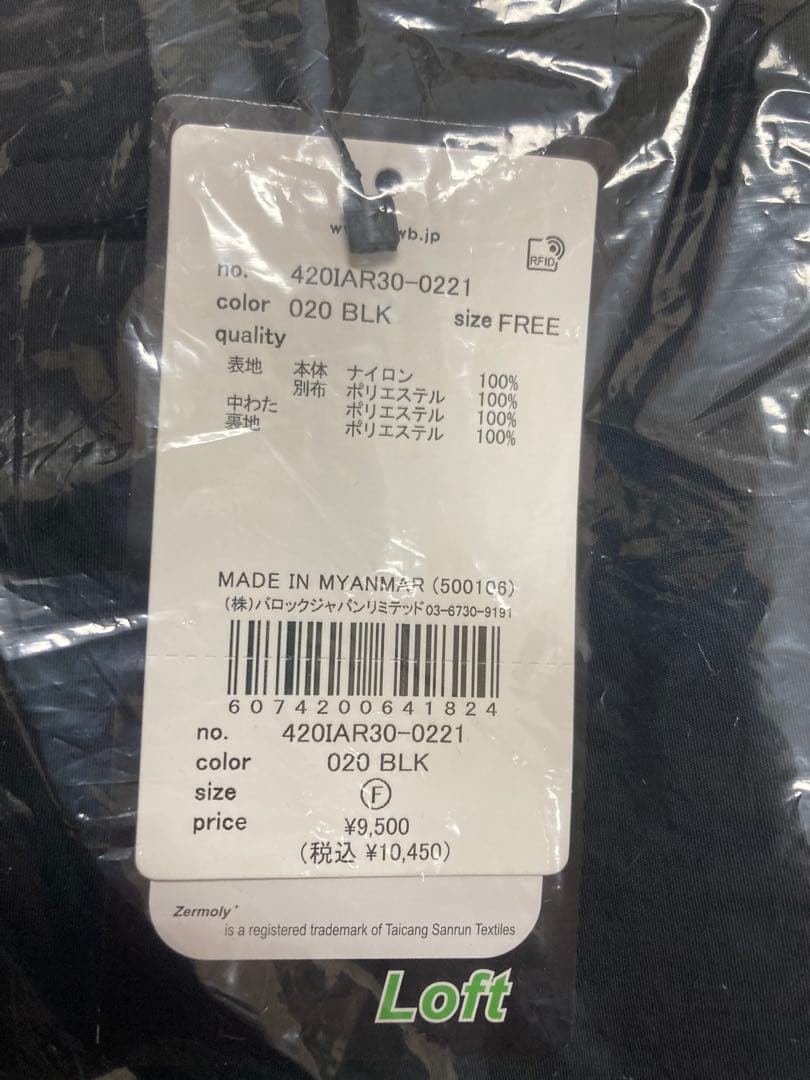 wb.jp
RFID
no. 420IAR30-0221
color 020 BLK size FREE
quality
表地 本体 ナイロン 100%
別布 ポリエステル 100%
中わた ポリエステル 100%
裏地 ポリエステル 100%
MADE IN MYANMAR (500106)
(株)バロックジャパンリミテッド03-6730-9191
6074200641824
no. 420IAR30-0221
color 020 BLK
size F
price ¥9,500
(税込 ¥10,450)
Zermoly
is a registered trademark of Taicang Sanrun Textiles
Loft